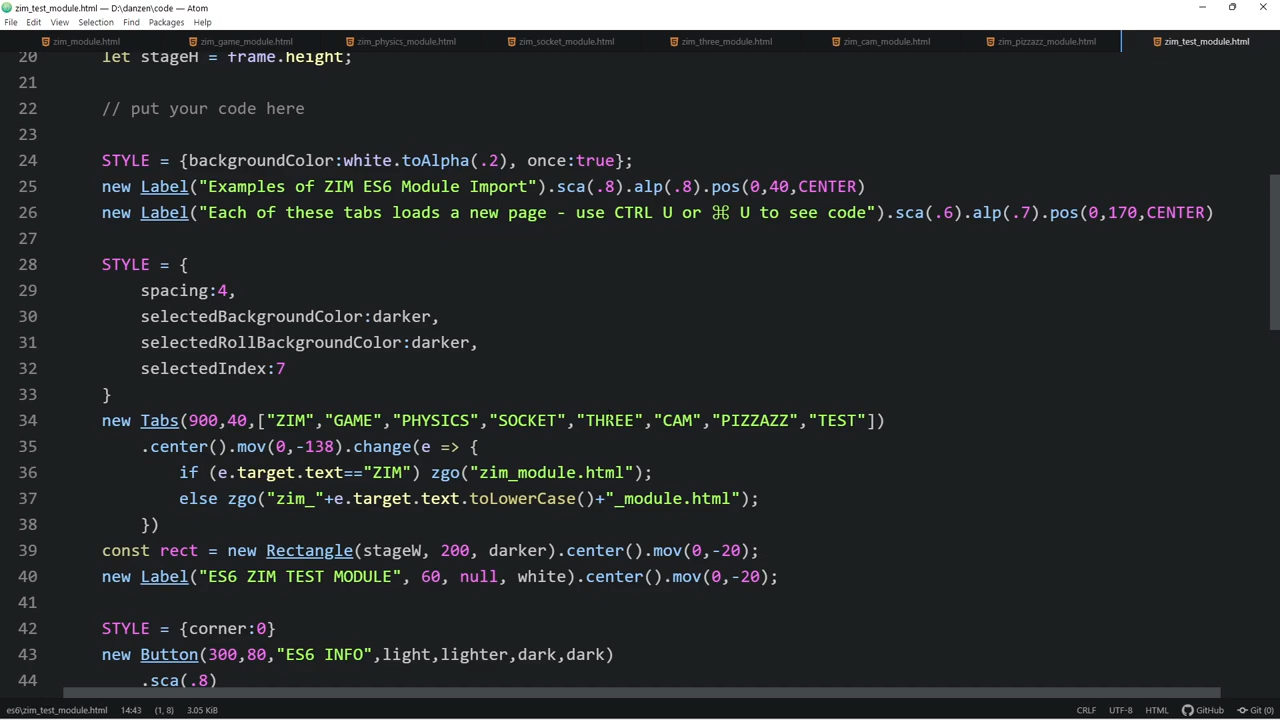 zim_test_module.html — D:\danzen\code — Atom
File Edit View Selection Find Packages Help
zim_module.html zim_game_module.html zim_physics_module.html zim_socket_module.html zim_three_module.html zim_cam_module.html zim_pizzazz_module.html zim_test_module.html
20 let stageH = frame.height;
21
22 // put your code here
23
24 STYLE = {backgroundColor:white.toAlpha(.2), once:true};
25 new Label("Examples of ZIM ES6 Module Import").sca(.8).alp(.8).pos(0,40,CENTER)
26 new Label("Each of these tabs loads a new page - use CTRL U or ⌘ U to see code").sca(.6).alp(.7).pos(0,170,CENTER)
27
28 STYLE = {
29 spacing:4,
30 selectedBackgroundColor:darker,
31 selectedRollBackgroundColor:darker,
32 selectedIndex:7
33 }
34 new Tabs(900,40,["ZIM","GAME","PHYSICS","SOCKET","THREE","CAM","PIZZAZZ","TEST"])
35 .center().mov(0,-138).change(e => {
36 if (e.target.text=="ZIM") zgo("zim_module.html");
37 else zgo("zim_"+e.target.text.toLowerCase()+"_module.html");
38 })
39 const rect = new Rectangle(stageW, 200, darker).center().mov(0,-20);
40 new Label("ES6 ZIM TEST MODULE", 60, null, white).center().mov(0,-20);
41
42 STYLE = {corner:0}
43 new Button(300,80,"ES6 INFO",light,lighter,dark,dark)
44 .sca(.8)
es6\zim_test_module.html 14:43 (1, 8) 3.05 KiB CRLF UTF-8 HTML GitHub Git (0)